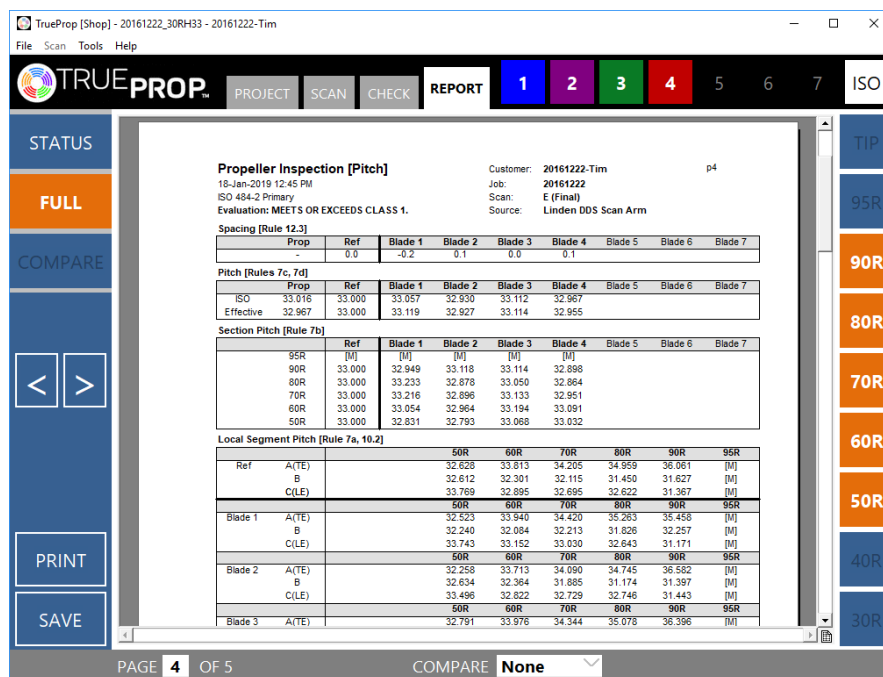 TrueProp [Shop] - 20161222_30RH33 - 20161222-Tim
File Scan Tools Help
TRUEPROP™ PROJECT SCAN CHECK REPORT 1 2 3 4 5 6 7 ISO
STATUS
FULL
COMPARE
< >
PRINT
SAVE
Propeller Inspection [Pitch] Customer: 20161222-Tim p4
18-Jan-2019 12:45 PM Job: 20161222
ISO 484-2 Primary Scan: E (Final)
Evaluation: MEETS OR EXCEEDS CLASS 1. Source: Linden DDS Scan Arm
Spacing [Rule 12.3]
Prop Ref Blade 1 Blade 2 Blade 3 Blade 4 Blade 5 Blade 6 Blade 7
- 0.0 -0.2 0.1 0.0 0.1
Pitch [Rules 7c, 7d]
Prop Ref Blade 1 Blade 2 Blade 3 Blade 4 Blade 5 Blade 6 Blade 7
ISO 33.016 33.000 33.057 32.930 33.112 32.967
Effective 32.967 33.000 33.119 32.927 33.114 32.955
Section Pitch [Rule 7b]
Ref Blade 1 Blade 2 Blade 3 Blade 4 Blade 5 Blade 6 Blade 7
95R [M] [M] [M] [M] [M]
90R 33.000 32.949 33.118 33.114 32.898
80R 33.000 33.233 32.878 33.050 32.864
70R 33.000 33.216 32.896 33.133 32.951
60R 33.000 33.054 32.964 33.194 33.091
50R 33.000 32.831 32.793 33.068 33.032
Local Segment Pitch [Rule 7a, 10.2]
50R 60R 70R 80R 90R 95R
Ref A(TE) 32.628 33.813 34.205 34.959 36.061 [M]
B 32.612 32.301 32.115 31.450 31.627 [M]
C(LE) 33.769 32.895 32.695 32.622 31.367 [M]
50R 60R 70R 80R 90R 95R
Blade 1 A(TE) 32.523 33.940 34.420 35.263 35.458 [M]
B 32.240 32.084 32.213 31.826 32.257 [M]
C(LE) 33.743 33.152 33.030 32.643 31.171 [M]
50R 60R 70R 80R 90R 95R
Blade 2 A(TE) 32.258 33.713 34.090 34.745 36.582 [M]
B 32.634 32.364 31.885 31.174 31.397 [M]
C(LE) 33.496 32.822 32.729 32.746 31.443 [M]
50R 60R 70R 80R 90R 95R
Blade 3 A(TE) 32.791 33.976 34.344 35.078 36.396 [M]
TIP
95R
90R
80R
70R
60R
50R
40R
30R
PAGE 4 OF 5 COMPARE None